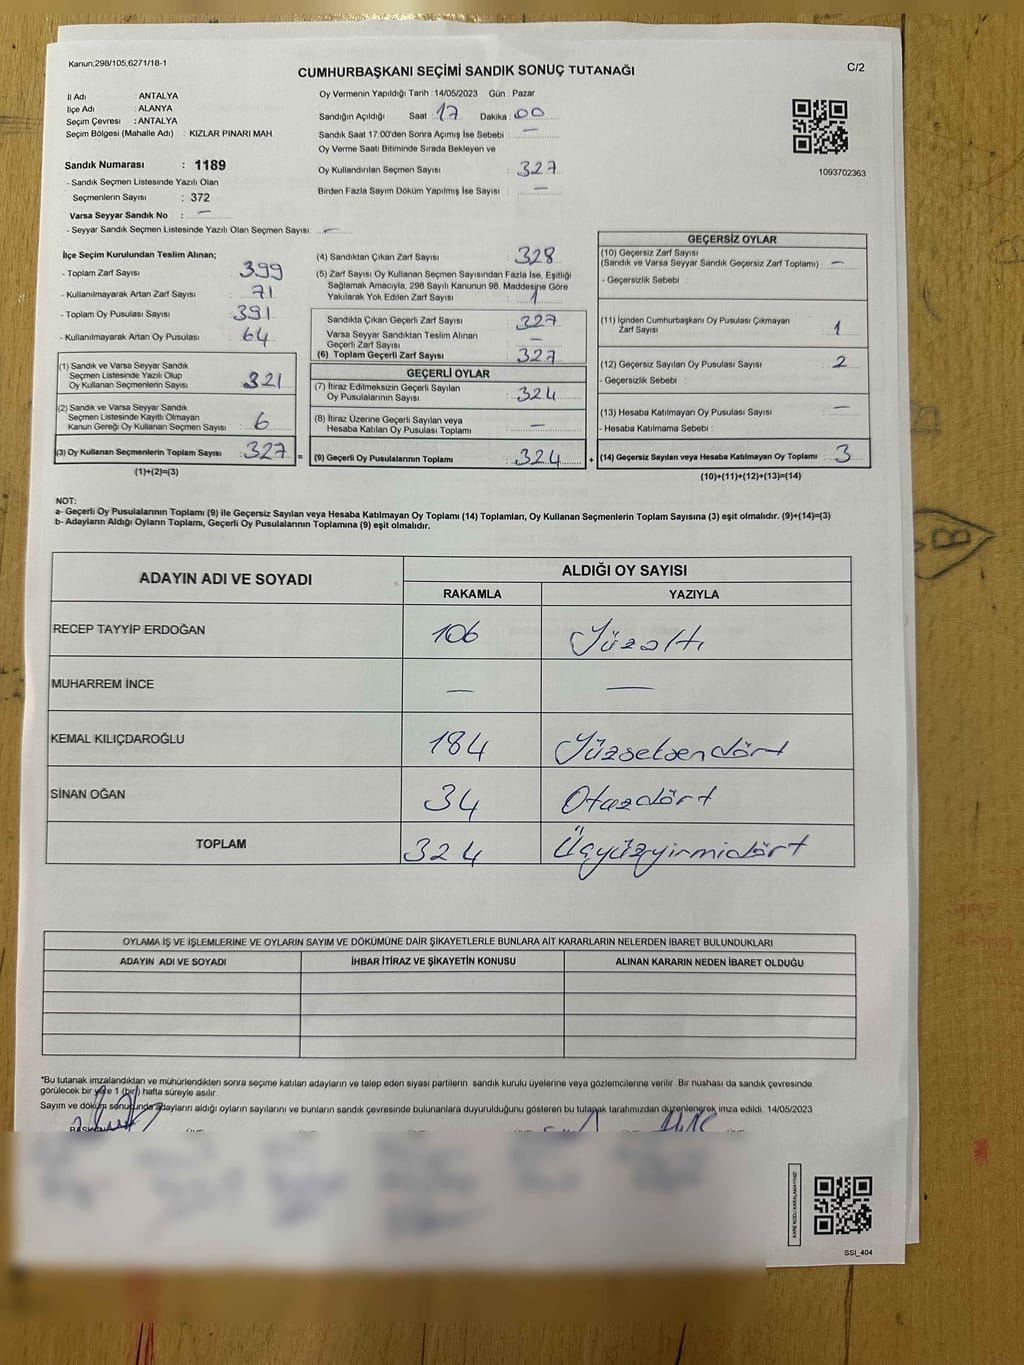 Kanun;298/105,6271/18-1
CUMHURBAŞKANI SEÇİMİ SANDIK SONUÇ TUTANAĞI
C/2
İl Adı : ANTALYA
İlçe Adı : ALANYA
Seçim Çevresi : ANTALYA
Seçim Bölgesi (Mahalle Adı) : KIZLAR PINARI MAH.
Sandık Numarası : 1189
- Sandık Seçmen Listesinde Yazılı Olan
Seçmenlerin Sayısı : 372
Varsa Seyyar Sandık No : —
- Seyyar Sandık Seçmen Listesinde Yazılı Olan Seçmen Sayısı: —
Oy Vermenin Yapıldığı Tarih : 14/05/2023 Gün : Pazar
Sandığın Açıldığı Saat : 17 Dakika : 00
Sandık Saat 17:00'den Sonra Açımış İse Sebebi : —
Oy Verme Saati Bitiminde Sırada Bekleyen ve
Oy Kullandırılan Seçmen Sayısı : 327
Birden Fazla Sayım Döküm Yapılmış İse Sayısı : —
1093702363
İlçe Seçim Kurulundan Teslim Alınan;
- Toplam Zarf Sayısı : 399
- Kullanılmayarak Artan Zarf Sayısı : 71
- Toplam Oy Pusulası Sayısı : 391
- Kullanılmayarak Artan Oy Pusulası : 64
(1) Sandık ve Varsa Seyyar Sandık
Seçmen Listesinde Yazılı Olup
Oy Kullanan Seçmenlerin Sayısı : 321
(2) Sandık ve Varsa Seyyar Sandık
Seçmen Listesinde Kayıtlı Olmayan
Kanun Gereği Oy Kullanan Seçmen Sayısı : 6
(3) Oy Kullanan Seçmenlerin Toplam Sayısı : 327
(1)+(2)=(3)
(4) Sandıktan Çıkan Zarf Sayısı : 328
(5) Zarf Sayısı Oy Kullanan Seçmen Sayısından Fazla İse, Eşitliği
Sağlamak Amacıyla, 298 Sayılı Kanunun 98. Maddesine Göre
Yakılarak Yok Edilen Zarf Sayısı : 1
Sandıkta Çıkan Geçerli Zarf Sayısı : 327
Varsa Seyyar Sandıktan Teslim Alınan
Geçerli Zarf Sayısı : —
(6) Toplam Geçerli Zarf Sayısı : 327
GEÇERLİ OYLAR
(7) İtiraz Edilmeksizin Geçerli Sayılan
Oy Pusulalarının Sayısı : 324
(8) İtiraz Üzerine Geçerli Sayılan veya
Hesaba Katılan Oy Pusulası Toplamı : —
= (9) Geçerli Oy Pusulalarının Toplamı : 324 +
GEÇERSİZ OYLAR
(10) Geçersiz Zarf Sayısı
(Sandık ve Varsa Seyyar Sandık Geçersiz Zarf Toplamı) : —
- Geçersizlik Sebebi
(11) İçinden Cumhurbaşkanı Oy Pusulası Çıkmayan
Zarf Sayısı : 1
(12) Geçersiz Sayılan Oy Pusulası Sayısı : 2
- Geçersizlik Sebebi :
(13) Hesaba Katılmayan Oy Pusulası Sayısı : —
- Hesaba Katılmama Sebebi :
(14) Geçersiz Sayılan veya Hesaba Katılmayan Oy Toplamı : 3
(10)+(11)+(12)+(13)=(14)
NOT:
a- Geçerli Oy Pusulalarının Toplamı (9) ile Geçersiz Sayılan veya Hesaba Katılmayan Oy Toplamı (14) Toplamları, Oy Kullanan Seçmenlerin Toplam Sayısına (3) eşit olmalıdır. (9)+(14)=(3)
b- Adayların Aldığı Oyların Toplamı, Geçerli Oy Pusulalarının Toplamına (9) eşit olmalıdır.
ADAYIN ADI VE SOYADI
ALDIĞI OY SAYISI
RAKAMLA YAZIYLA
RECEP TAYYİP ERDOĞAN 106 Yüzaltı
MUHARREM İNCE — —
KEMAL KILIÇDAROĞLU 184 Yüzseksendört
SİNAN OĞAN 34 Otuzdört
TOPLAM 324 Üçyüzyirmidört
OYLAMA İŞ VE İŞLEMLERİNE VE OYLARIN SAYIM VE DÖKÜMÜNE DAİR ŞİKAYETLERLE BUNLARA AİT KARARLARIN NELERDEN İBARET BULUNDUKLARI
ADAYIN ADI VE SOYADI İHBAR İTİRAZ VE ŞİKAYETİN KONUSU ALINAN KARARIN NEDEN İBARET OLDUĞU
*Bu tutanak imzalandıktan ve mühürlendikten sonra seçime katılan adayların ve talep eden siyasi partilerin sandık kurulu üyelerine veya gözlemcilerine verilir. Bir nüshası da sandık çevresinde
görülecek bir yere 1 (bir) hafta süreyle asılır.
Sayım ve döküm sonucunda adayların aldığı oyların sayılarını ve bunların sandık çevresinde bulunanlara duyurulduğunu gösteren bu tutanak tarafımızdan düzenlenerek imza edildi. 14/05/2023
KARE KODU KARALAMAYINIZ!
SSI_404
B